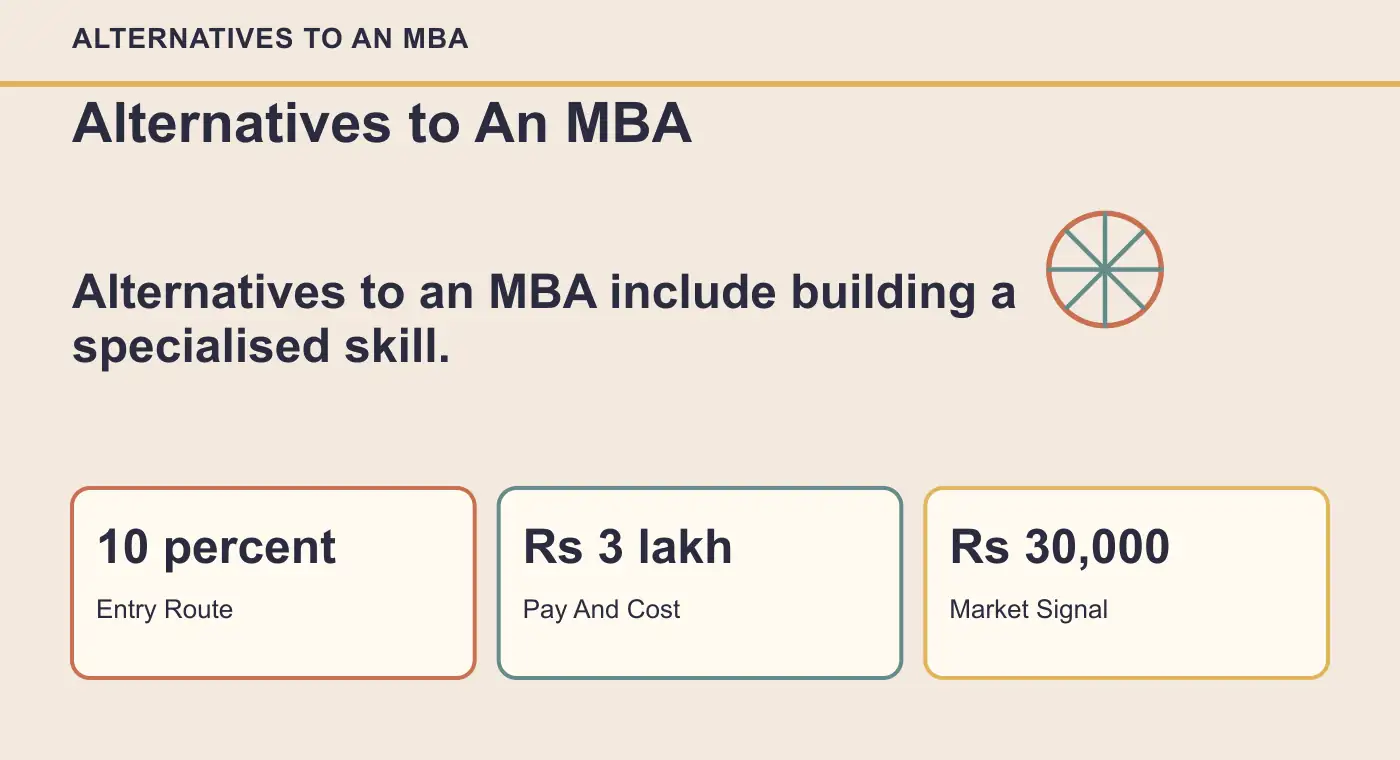 ALTERNATIVES TO AN MBA
Alternatives to An MBA
Alternatives to an MBA include building a
specialised skill.
10 percent
Entry Route
Rs 3 lakh
Pay And Cost
Rs 30,000
Market Signal